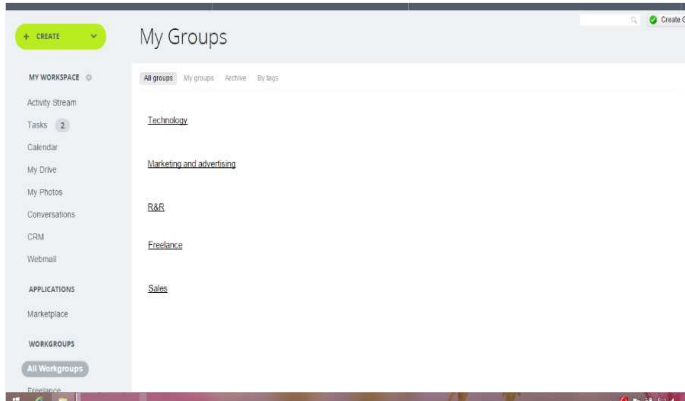 + CREATE
My Groups
Create G
MY WORKSPACE
All groups My groups Archive By tags
Activity Stream
Tasks 2
Calendar
My Drive
My Photos
Conversations
CRM
Webmail
Technology
Marketing and advertising
R&R
Freelance
Sales
APPLICATIONS
Marketplace
WORKGROUPS
All Workgroups
Freelance